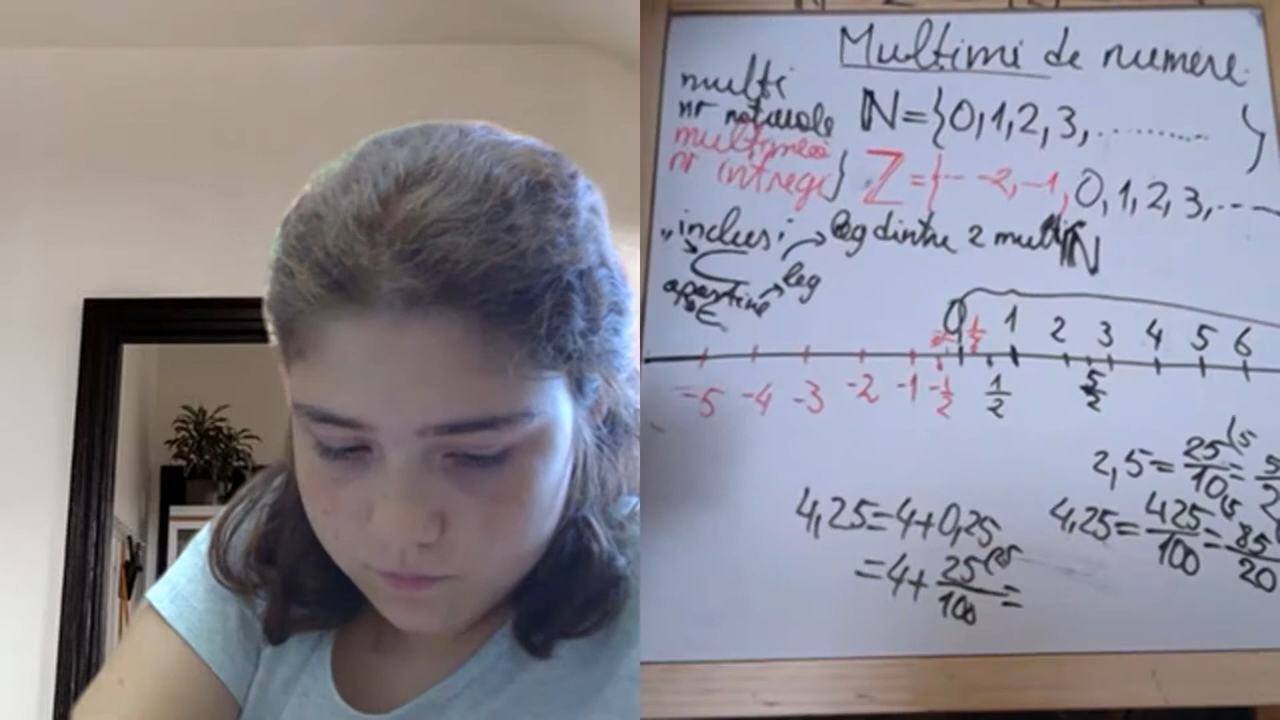 Multimi de numere
multi
nr naturale N={0,1,2,3,.......... }
multimea
nr intregi} Z={-- -2,-1,0,1,2,3,---
"inclus: leg dintre 2 multi
N
apartine leg
⊂
∈
0 1 2 3 4 5 6
-5 -4 -3 -2 -1 -1/2 1/2 5/2
2,5=25/10(5=5/2
4,25=4+0,25 4,25=425/100(5=85/20
=4+25/100(25=